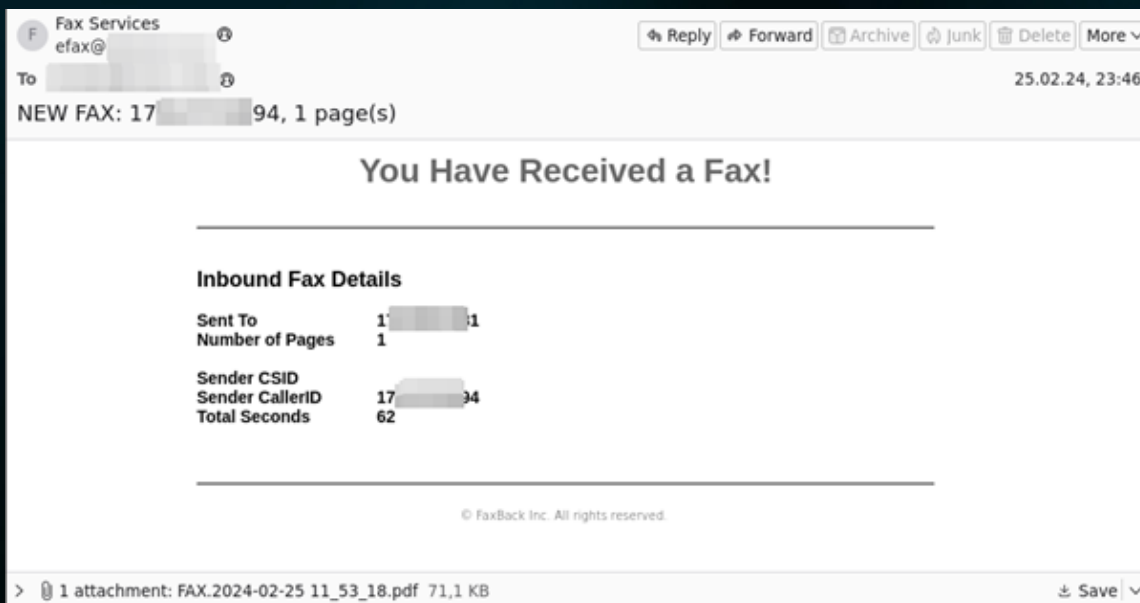 F Fax Services
efax@
Reply Forward Archive Junk Delete More
To
25.02.24, 23:46
NEW FAX: 17 94, 1 page(s)
You Have Received a Fax!
Inbound Fax Details
Sent To 1 1
Number of Pages 1
Sender CSID
Sender CallerID 17 94
Total Seconds 62
© FaxBack Inc. All rights reserved.
1 attachment: FAX.2024-02-25 11_53_18.pdf 71,1 KB Save